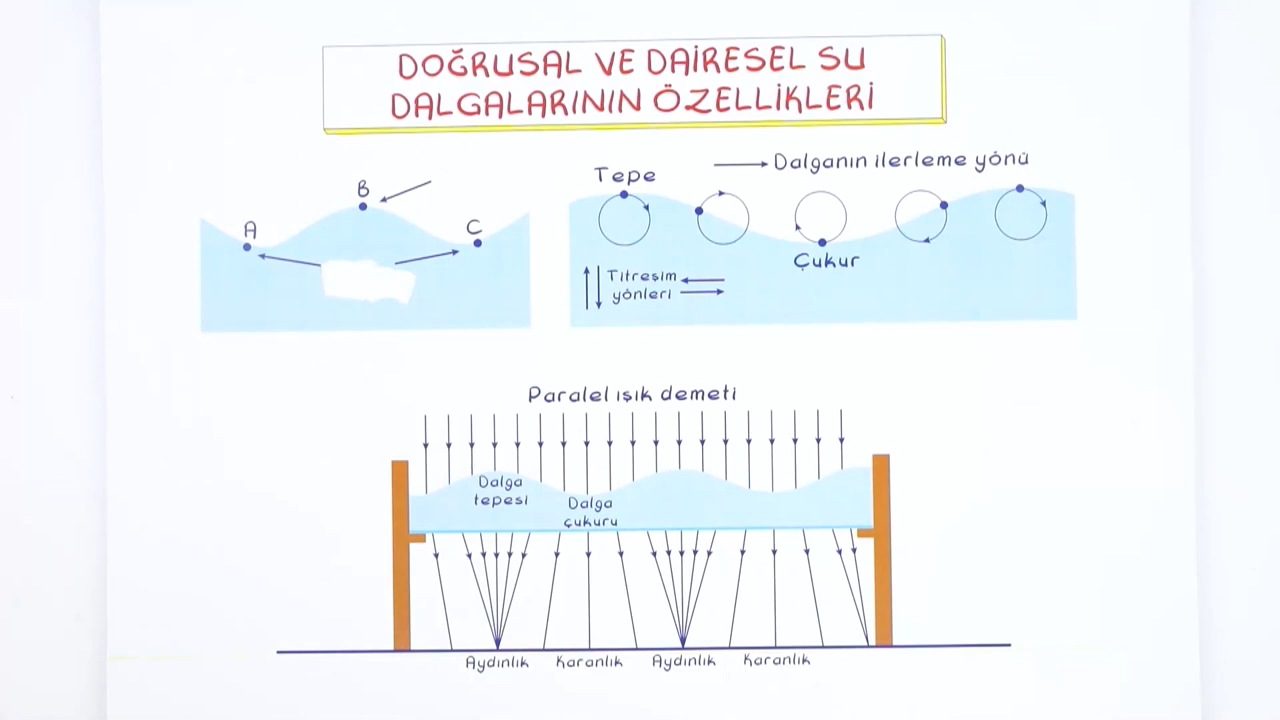 DOĞRUSAL VE DAİRESEL SU
DALGALARININ ÖZELLİKLERİ
A
B
C
Tepe
Dalganın ilerleme yönü
Çukur
Titreşim
yönleri
Paralel ışık demeti
Dalga
tepesi
Dalga
çukuru
Aydınlık Karanlık Aydınlık Karanlık